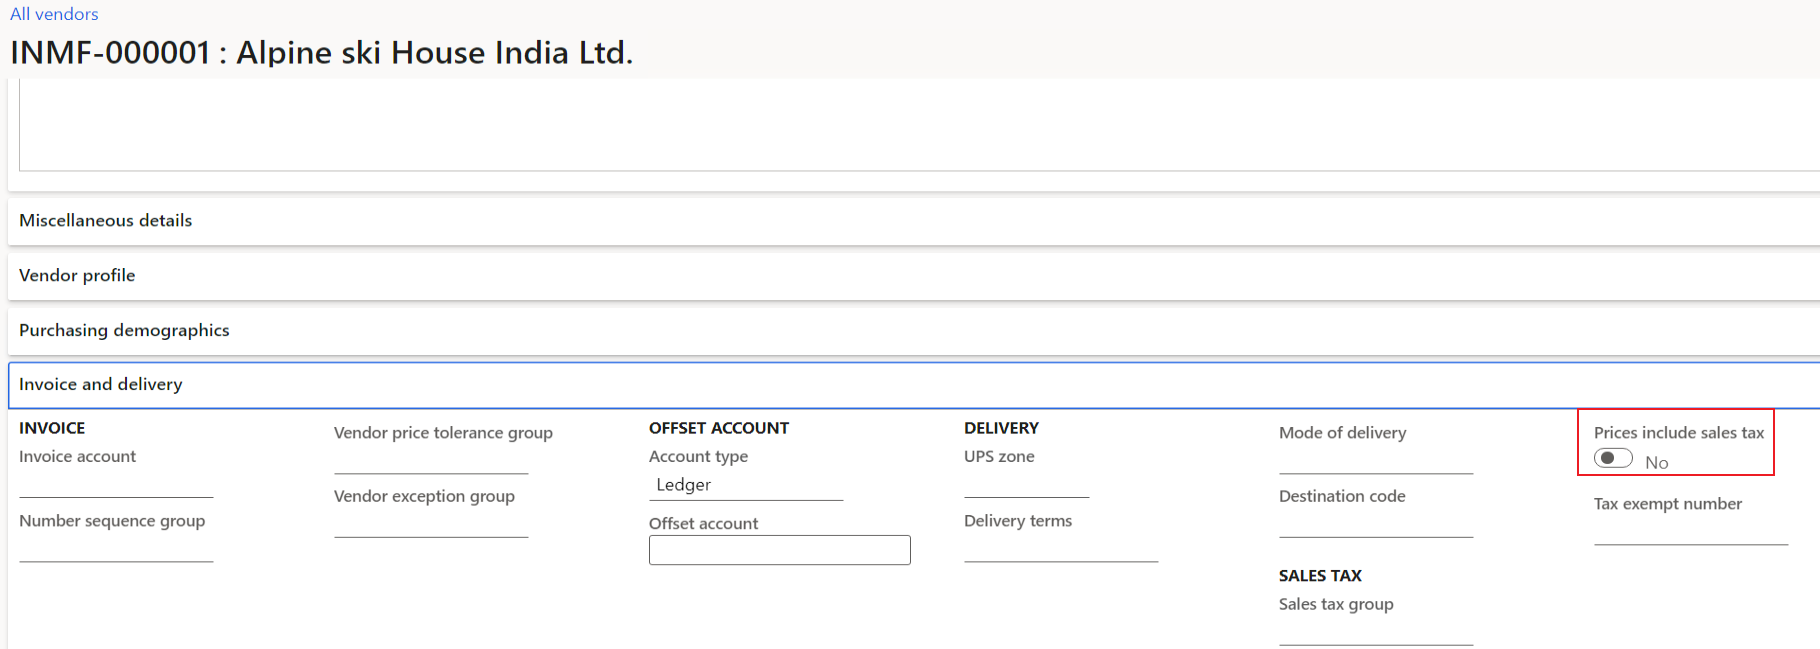 All vendors
INMF-000001 : Alpine ski House India Ltd.
Miscellaneous details
Vendor profile
Purchasing demographics
Invoice and delivery
INVOICE
Invoice account
Number sequence group
Vendor price tolerance group
Vendor exception group
OFFSET ACCOUNT
Account type
Ledger
Offset account
DELIVERY
UPS zone
Delivery terms
Mode of delivery
Destination code
SALES TAX
Sales tax group
Prices include sales tax
No
Tax exempt number